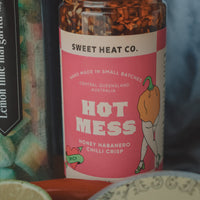 Lemon lime margarita
SWEET HEAT CO.
HAND MADE IN SMALL BATCHES
CENTRAL QUEENSLAND
AUSTRALIA
HOT
MESS
HONEY HABANERO
CHILLI CRISP